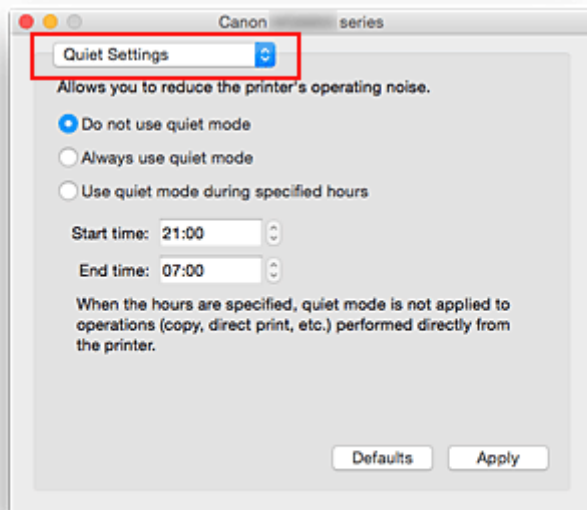 Canon series
Quiet Settings
Allows you to reduce the printer's operating noise.
Do not use quiet mode
Always use quiet mode
Use quiet mode during specified hours
Start time: 21:00
End time: 07:00
When the hours are specified, quiet mode is not applied to
operations (copy, direct print, etc.) performed directly from
the printer.
Defaults Apply